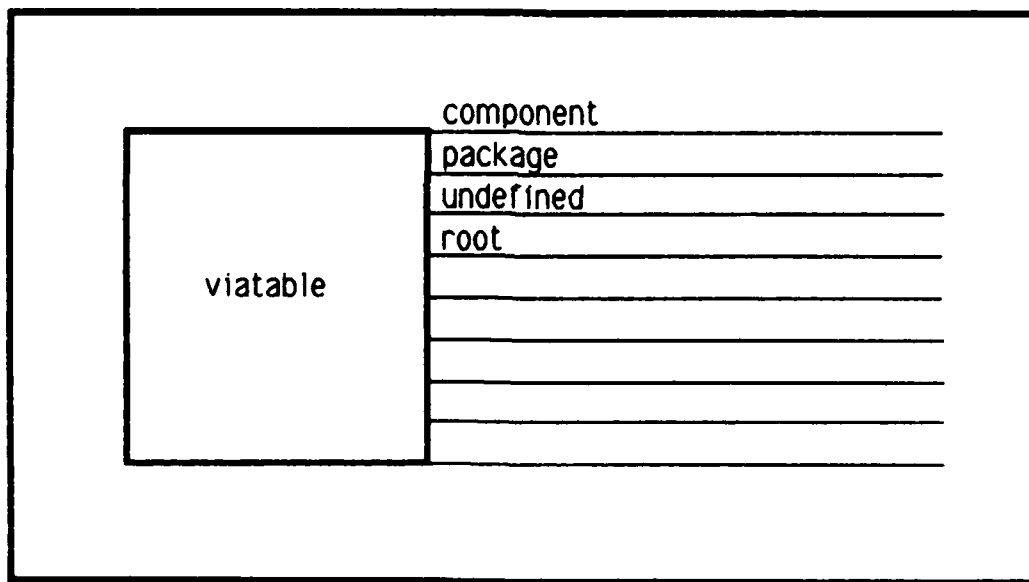 component
package
undefined
root
viatable